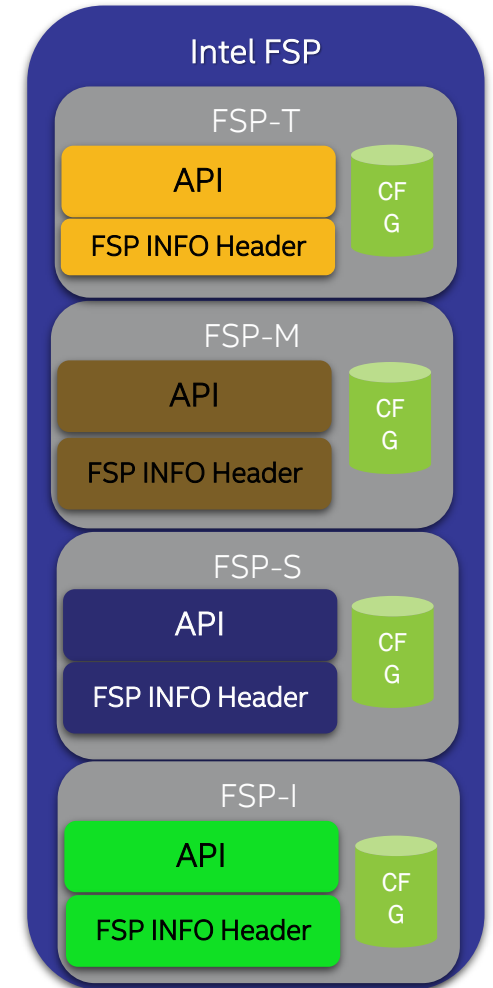 Intel FSP
FSP-T
API
FSP INFO Header
CF
G
FSP-M
API
FSP INFO Header
CF
G
FSP-S
API
FSP INFO Header
CF
G
FSP-I
API
FSP INFO Header
CF
G